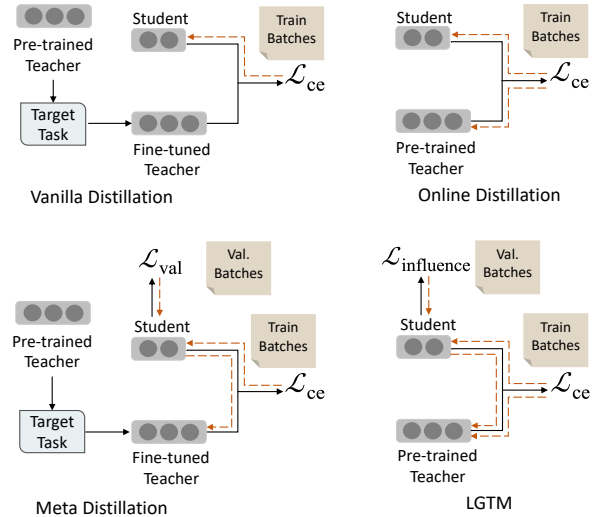 Student
Train
Batches
Pre-trained
Teacher
ℒce
Target
Task
Fine-tuned
Teacher
Vanilla Distillation
Student
Train
Batches
ℒce
Pre-trained
Teacher
Online Distillation
ℒval
Val.
Batches
Student
Train
Batches
Pre-trained
Teacher
ℒce
Target
Task
Fine-tuned
Teacher
Meta Distillation
ℒinfluence
Val.
Batches
Student
Train
Batches
ℒce
Pre-trained
Teacher
LGTM